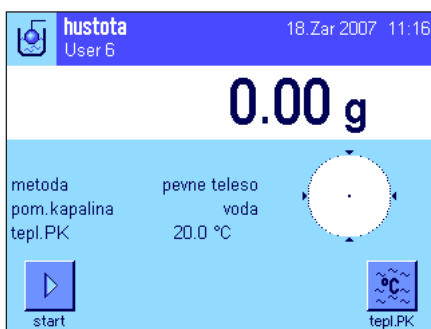 hustota 18.Zar 2007 11:16
User 6
0.00 g
metoda pevne teleso
pom.kapalina voda
tepl.PK 20.0 °C
°C
start tepl.PK